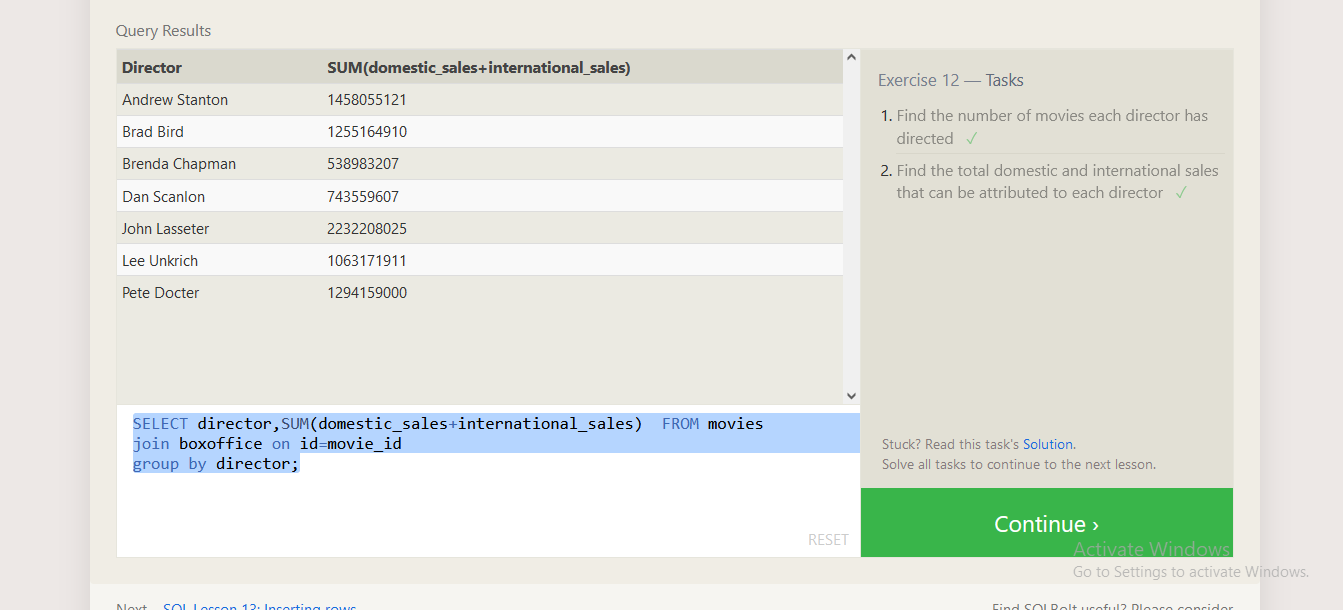 Query Results
Director SUM(domestic_sales+international_sales)
Andrew Stanton 1458055121
Brad Bird 1255164910
Brenda Chapman 538983207
Dan Scanlon 743559607
John Lasseter 2232208025
Lee Unkrich 1063171911
Pete Docter 1294159000
SELECT director,SUM(domestic_sales+international_sales)  FROM movies
join boxoffice on id=movie_id
group by director;
RESET
Exercise 12 — Tasks
1. Find the number of movies each director has
directed ✓
2. Find the total domestic and international sales
that can be attributed to each director ✓
Stuck? Read this task's Solution.
Solve all tasks to continue to the next lesson.
Continue ›
Activate Windows
Go to Settings to activate Windows.
Next – SQL Lesson 13: Inserting rows
Find SQLBolt useful? Please consider